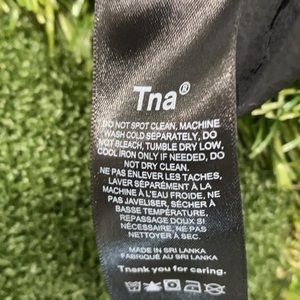 Tna®
DO NOT SPOT CLEAN, MACHINE
WASH COLD SEPARATELY, DO
NOT BLEACH, TUMBLE DRY LOW,
COOL IRON ONLY IF NEEDED, DO
NOT DRY CLEAN.
NE PAS ENLEVER LES TACHES,
LAVER SÉPARÉMENT À LA
MACHINE À L'EAU FROIDE, NE
PAS JAVELISER, SÉCHER À
BASSE TEMPÉRATURE,
REPASSAGE DOUX SI
NÉCESSAIRE, NE PAS
NETTOYER À SEC.
MADE IN SRI LANKA
FABRIQUÉ AU SRI LANKA
Thank you for caring.